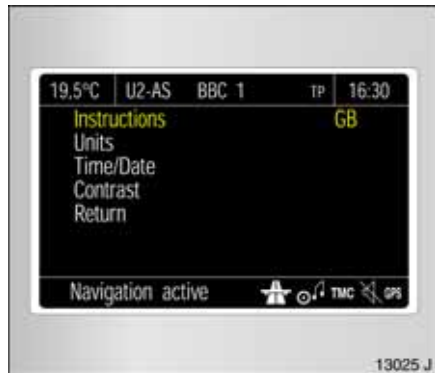 19,5°C U2-AS BBC 1 TP 16:30
Instructions GB
Units
Time/Date
Contrast
Return
Navigation active TMC GPS
13025 J